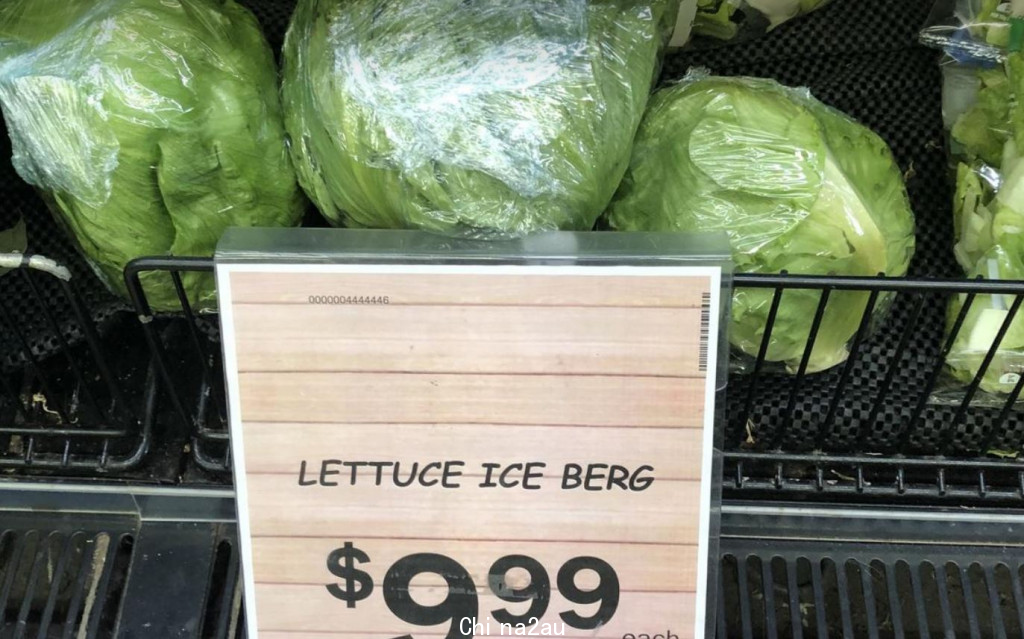 0000004444446
LETTUCE ICE BERG
$9.99
each
Chi na2au